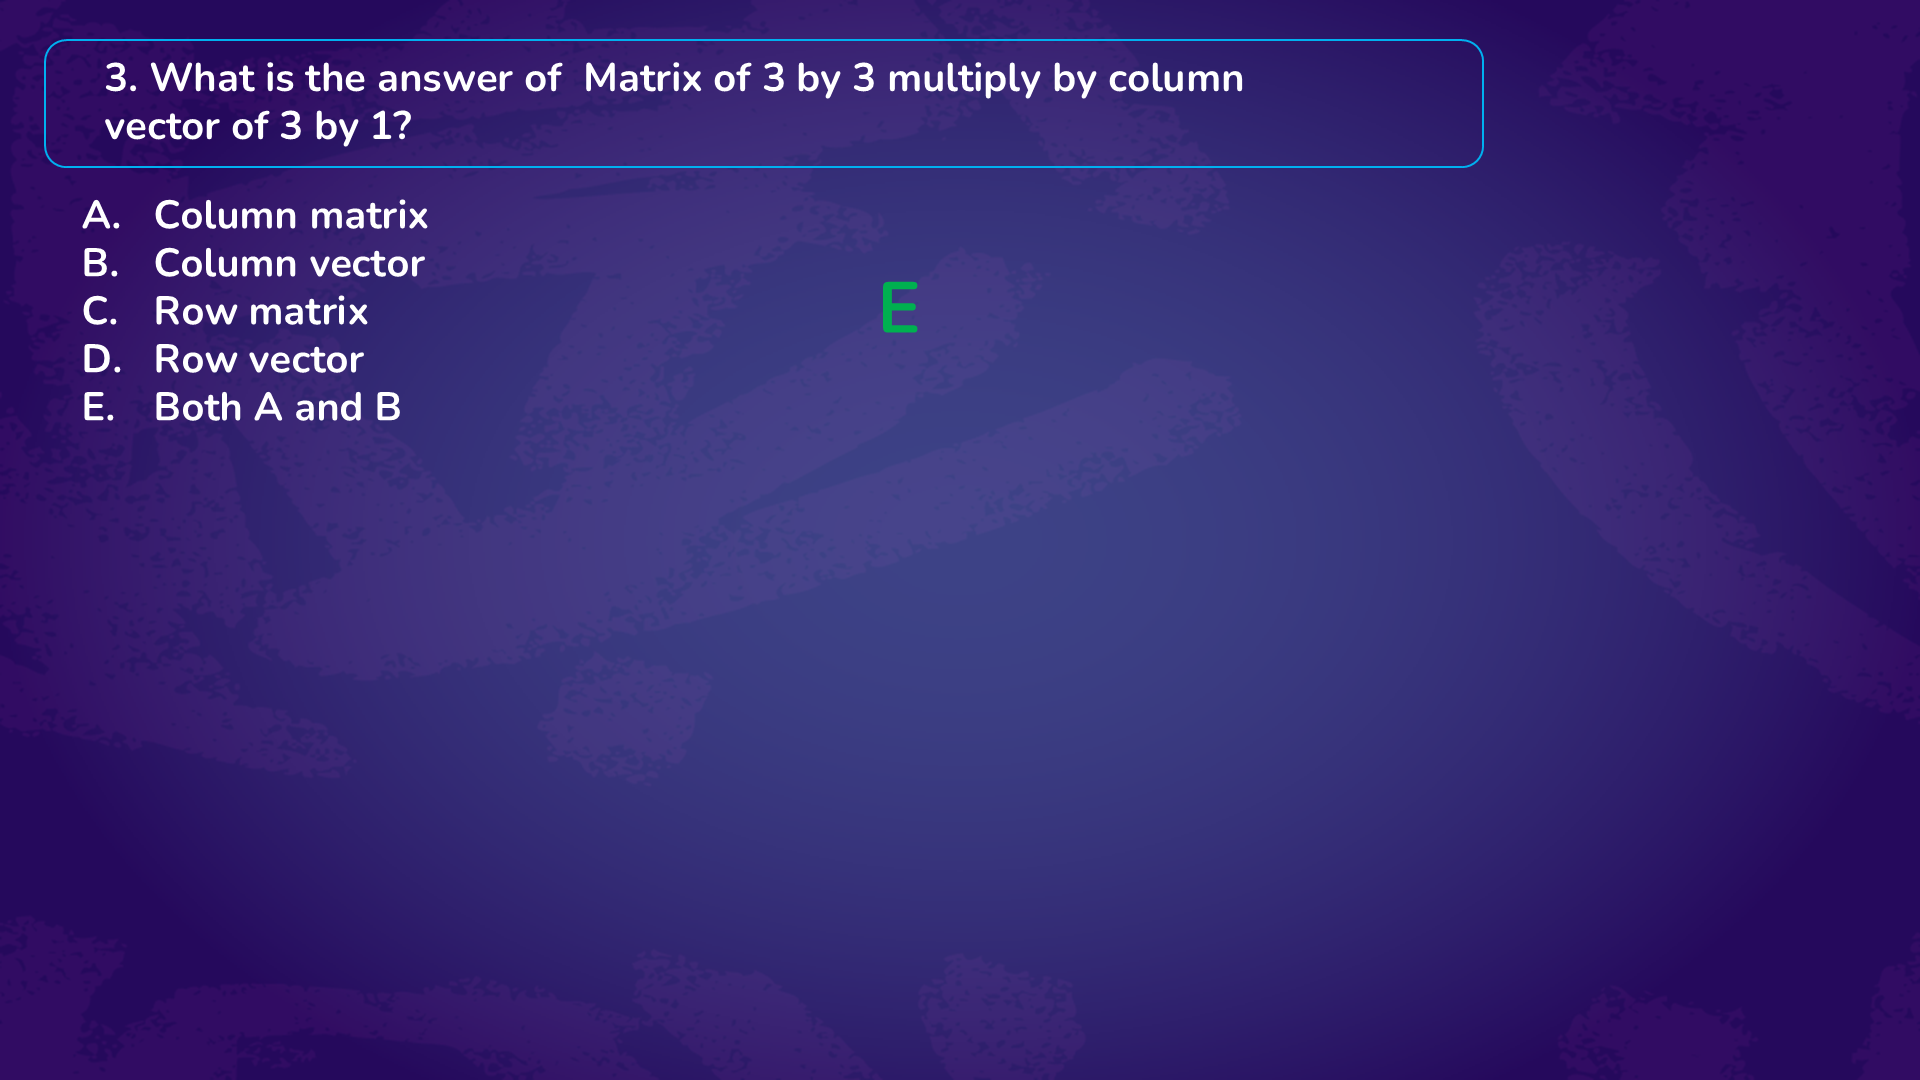 3. What is the answer of  Matrix of 3 by 3 multiply by column
vector of 3 by 1?
A. Column matrix
B. Column vector
C. Row matrix
D. Row vector
E. Both A and B
E